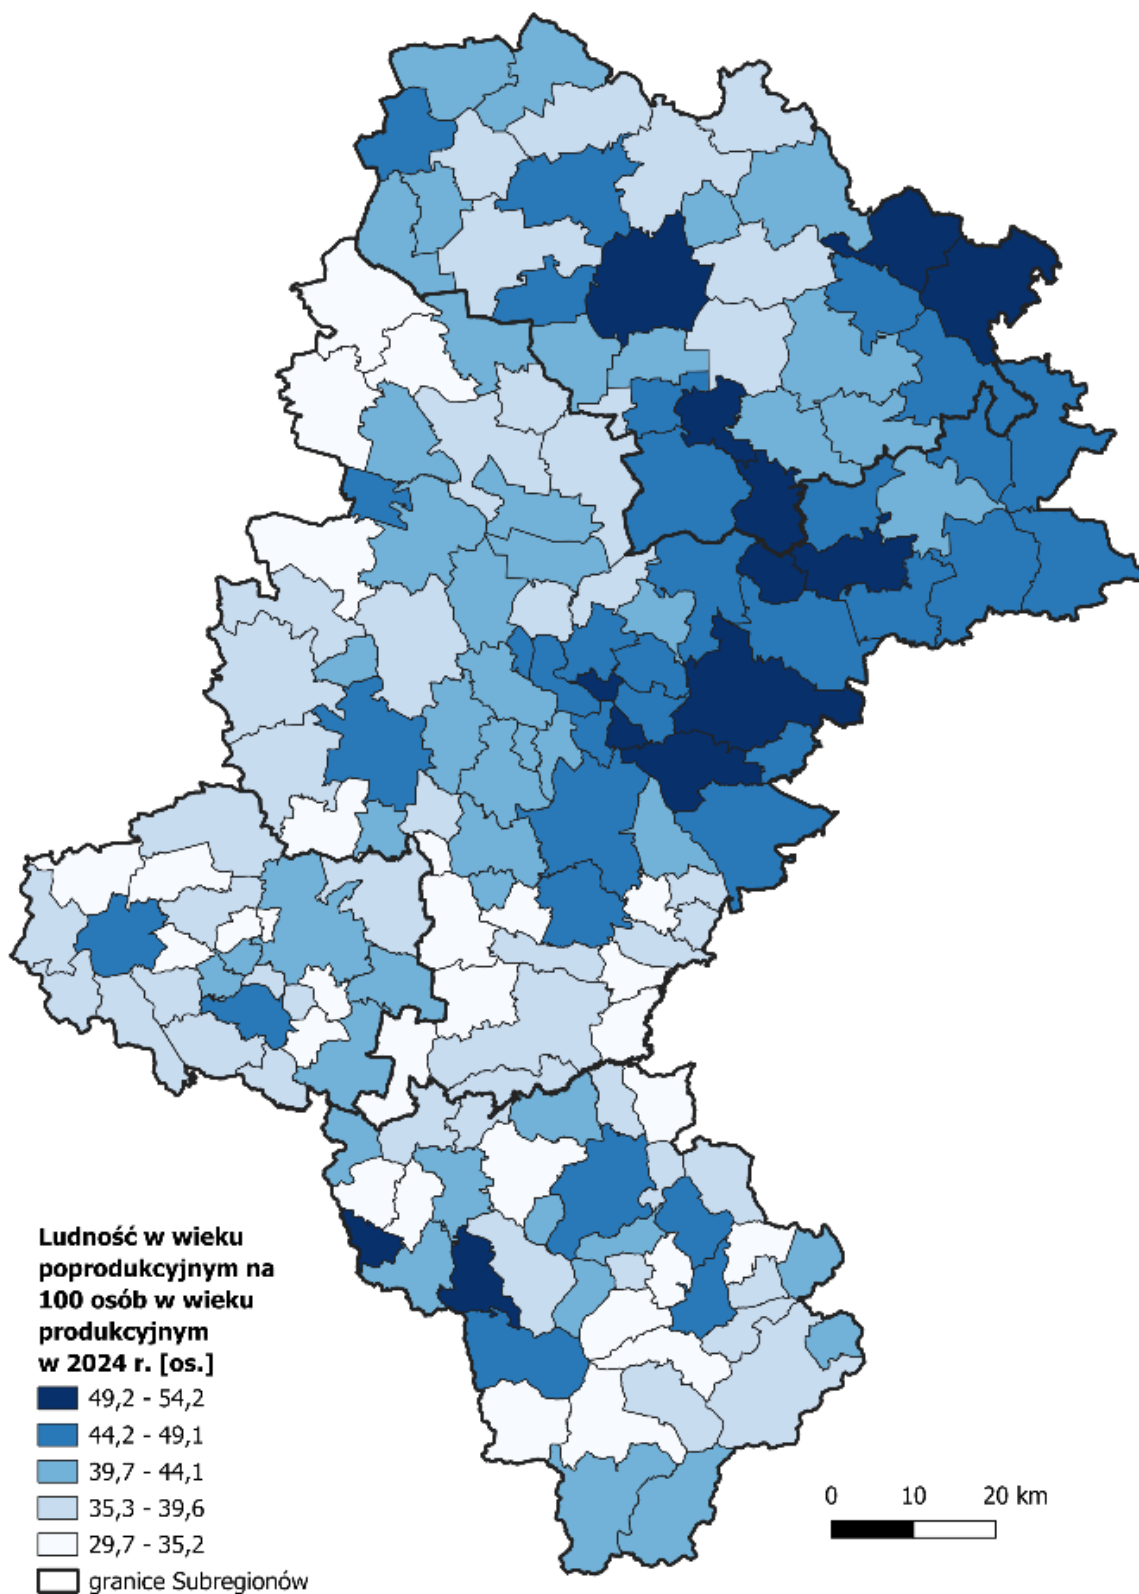 Ludność w wieku
poprodukcyjnym na
100 osób w wieku
produkcyjnym
w 2024 r. [os.]
49,2 - 54,2
44,2 - 49,1
39,7 - 44,1
35,3 - 39,6
29,7 - 35,2
granice Subregionów
0 10 20 km